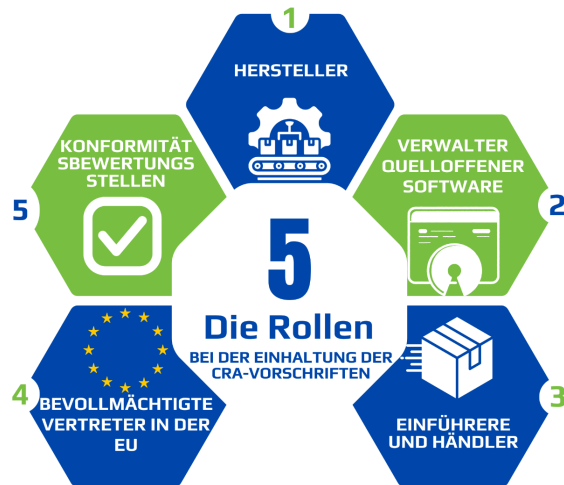 1
HERSTELLER
KONFORMITÄT
SBEWERTUNGS
STELLEN
5
VERWALTER
QUELLOFFENER
SOFTWARE
2
5
Die Rollen
BEI DER EINHALTUNG DER
CRA-VORSCHRIFTEN
4
BEVOLLMÄCHTIGTE
VERTRETER IN DER
EU
EINFÜHRERE
UND HÄNDLER
3